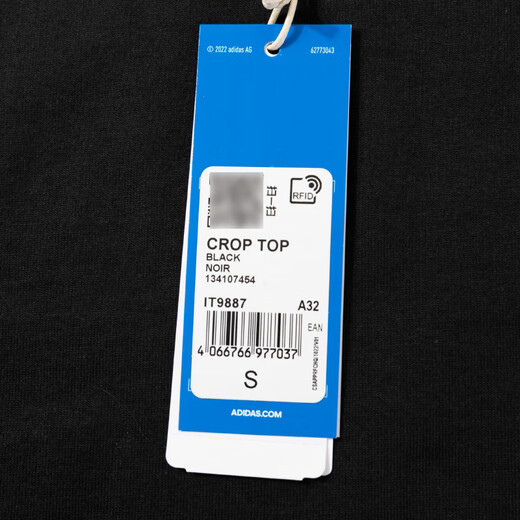 © 2022 adidas AG 62773043
RFID
CROP TOP
BLACK
NOIR
134107454
IT9887 A32
EAN
4 066766 977037
S
ADIDAS.COM